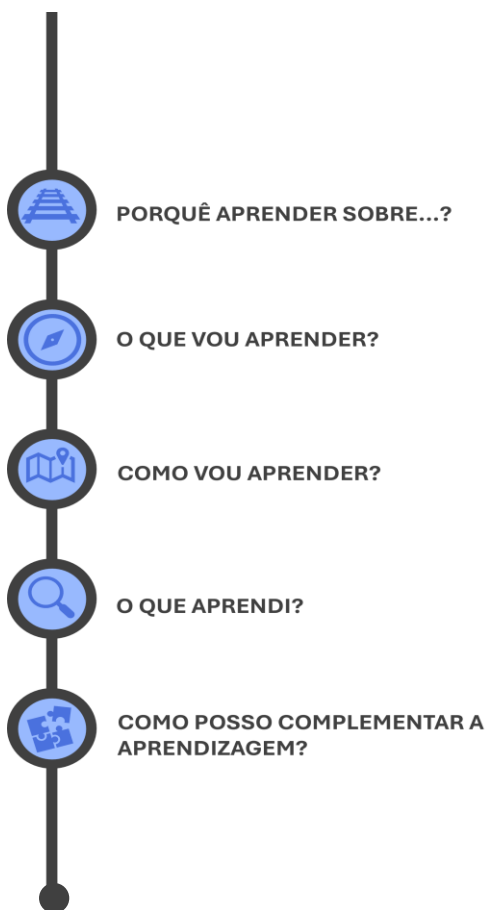 PORQUÊ APRENDER SOBRE...?
O QUE VOU APRENDER?
COMO VOU APRENDER?
O QUE APRENDI?
COMO POSSO COMPLEMENTAR A
APRENDIZAGEM?